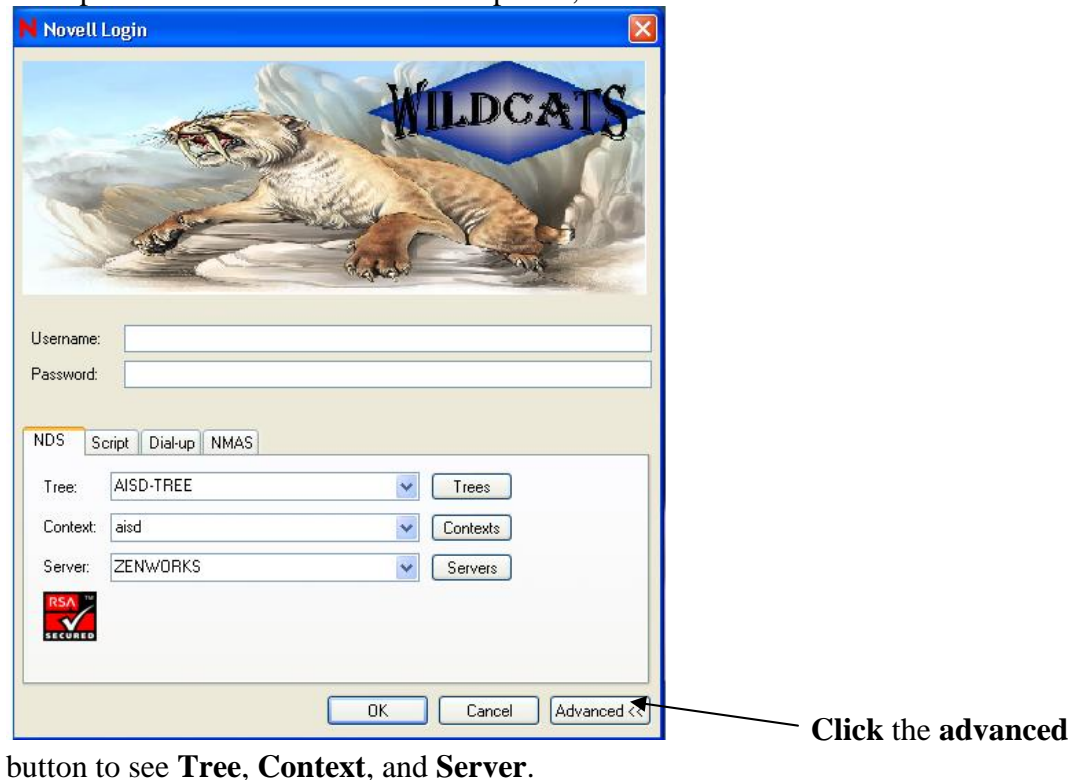 Novell Login
WILDCATS
Username:
Password:
NDS Script Dial-up NMAS
Tree: AISD-TREE Trees
Context: aisd Contexts
Server: ZENWORKS Servers
RSA ™
SECURED
OK Cancel Advanced <<
Click the advanced
button to see Tree, Context, and Server.